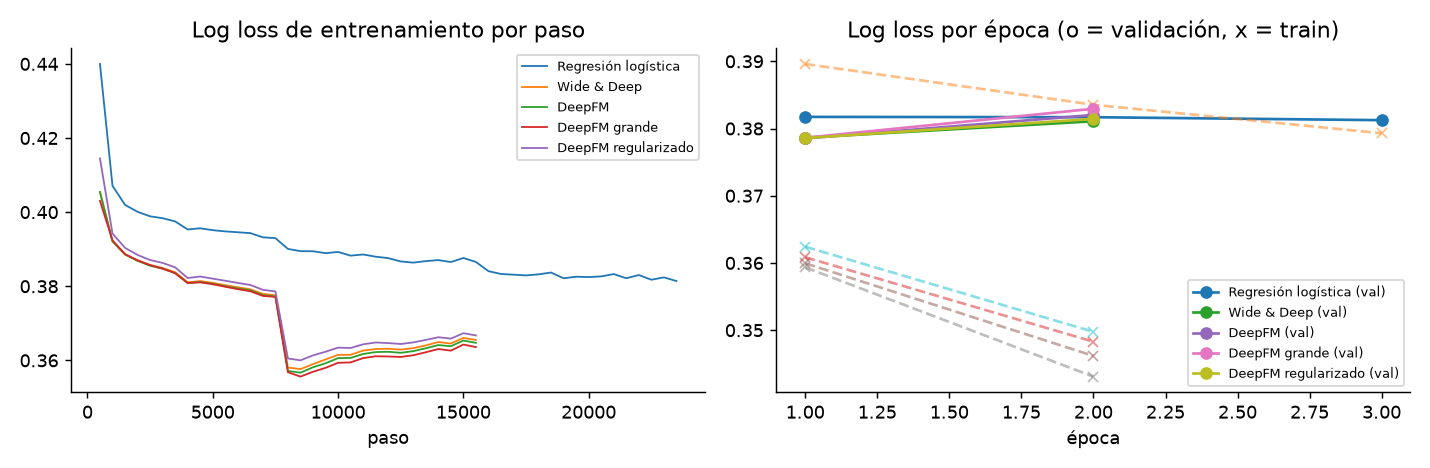 Log loss de entrenamiento por paso
0.44
0.42
0.40
0.38
0.36
Regresión logística
Wide & Deep
DeepFM
DeepFM grande
DeepFM regularizado
0
5000
10000
15000
20000
paso
Log loss por época (o = validación, x = train)
0.39
0.38
0.37
0.36
0.35
Regresión logística (val)
Wide & Deep (val)
DeepFM (val)
DeepFM grande (val)
DeepFM regularizado (val)
1.00
1.25
1.50
1.75
2.00
2.25
2.50
2.75
3.00
época